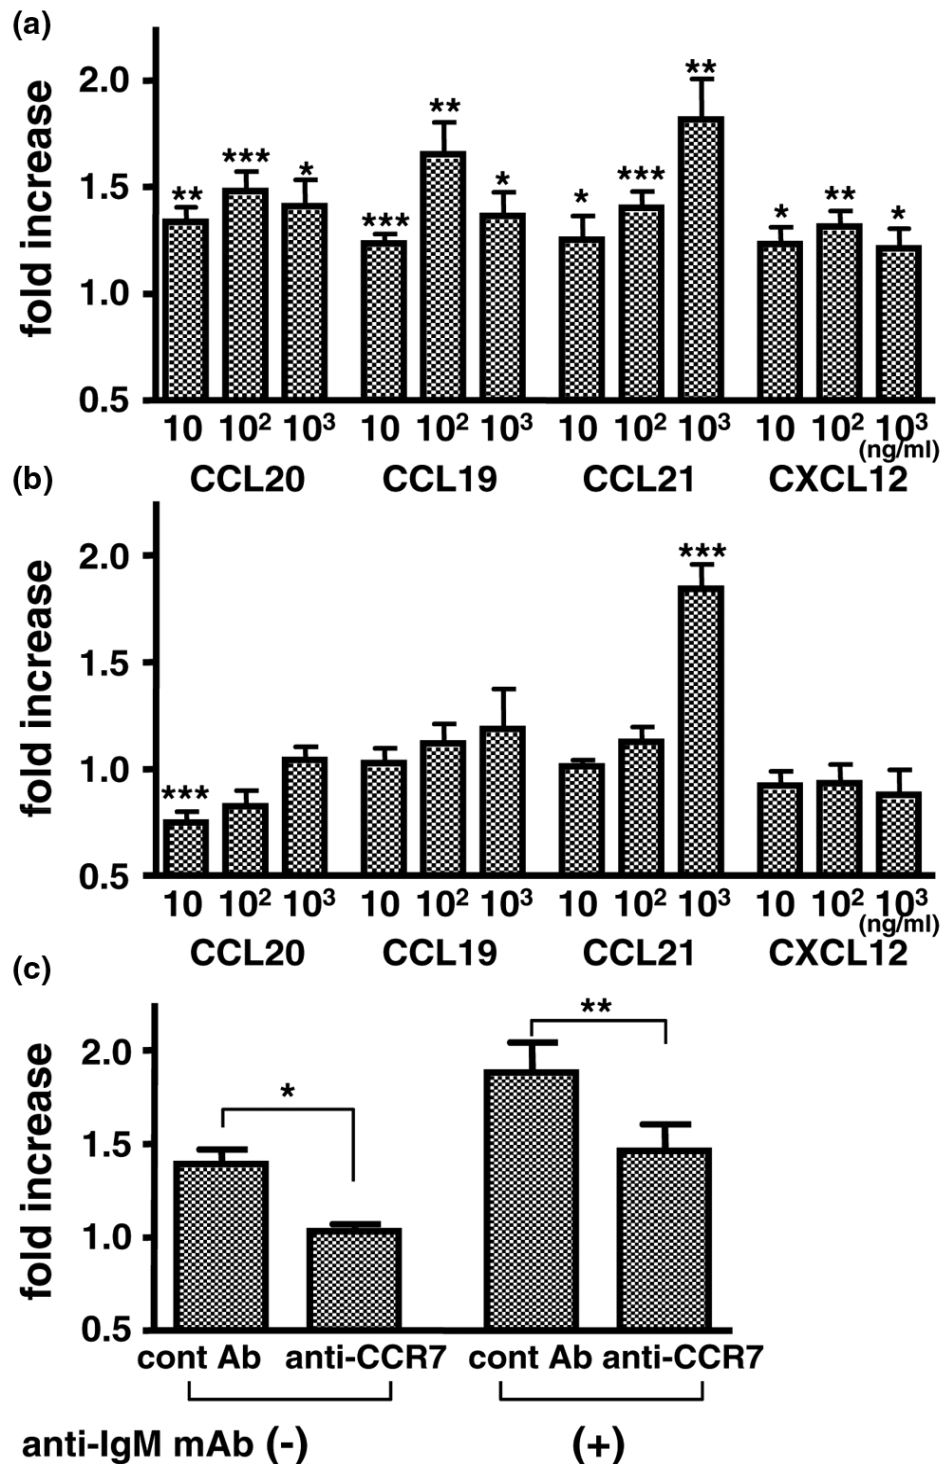 (a)
fold increase
2.0
1.5
1.0
0.5
** *** * *** ** * * *** ** * ** *
10 10² 10³ 10 10² 10³ 10 10² 10³ 10 10² 10³
(ng/ml)
CCL20 CCL19 CCL21 CXCL12
(b)
fold increase
2.0
1.5
1.0
0.5
*** ***
10 10² 10³ 10 10² 10³ 10 10² 10³ 10 10² 10³
(ng/ml)
CCL20 CCL19 CCL21 CXCL12
(c)
fold increase
2.0
1.5
1.0
0.5
* **
cont Ab anti-CCR7 cont Ab anti-CCR7
anti-IgM mAb (-) (+)